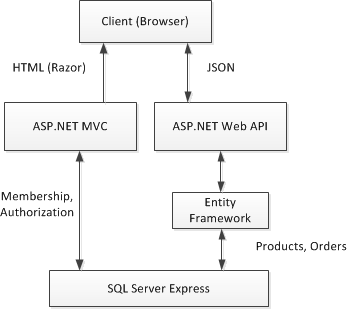 Client (Browser)
HTML (Razor)
JSON
ASP.NET MVC
ASP.NET Web API
Membership,
Authorization
Entity
Framework
Products, Orders
SQL Server Express